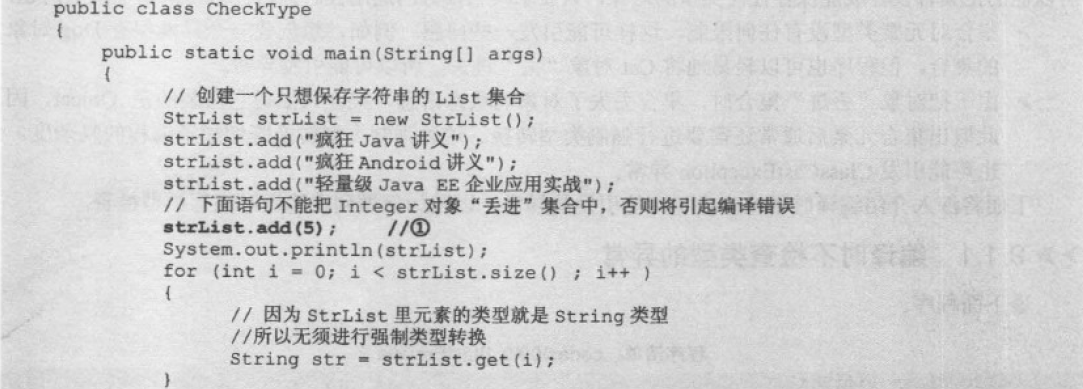 public class CheckType
{
public static void main(String[] args)
{
// 创建一个只想保存字符串的 List 集合
StrList strList = new StrList();
strList.add("疯狂 Java 讲义");
strList.add("疯狂 Android 讲义");
strList.add("轻量级 Java EE 企业应用实战");
// 下面语句不能把 Integer 对象“丢进”集合中，否则将引起编译错误
strList.add(5);    //①
System.out.println(strList);
for (int i = 0; i < strList.size() ; i++ )
{
// 因为 StrList 里元素的类型就是 String 类型
//所以无须进行强制类型转换
String str = strList.get(i);
}